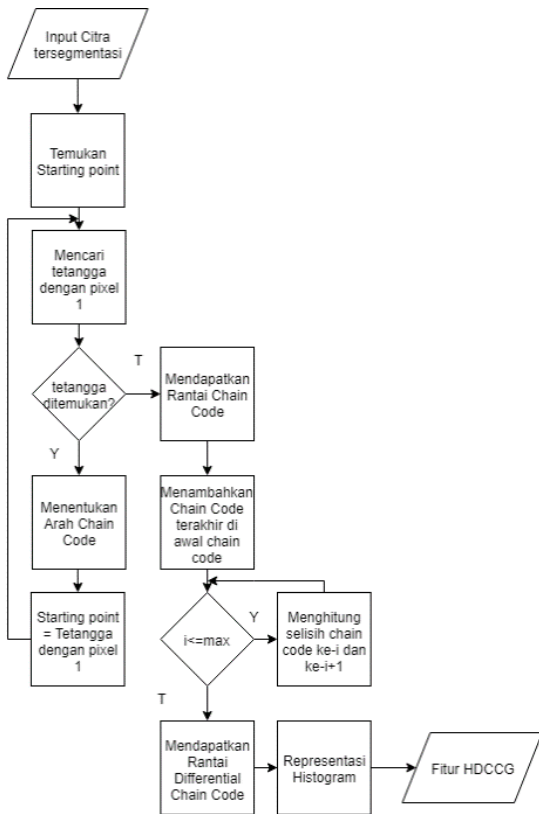 Input Citra
tersegmentasi
Temukan
Starting point
Mencari
tetangga
dengan pixel
1
tetangga
ditemukan?
T
Y
Menentukan
Arah Chain
Code
Starting point
= Tetangga
dengan pixel
1
Mendapatkan
Rantai Chain
Code
Menambahkan
Chain Code
terakhir di
awal chain
code
i<=max
Y
T
Menghitung
selisih chain
code ke-i dan
ke-i+1
Mendapatkan
Rantai
Differential
Chain Code
Representasi
Histogram
Fitur HDCCG